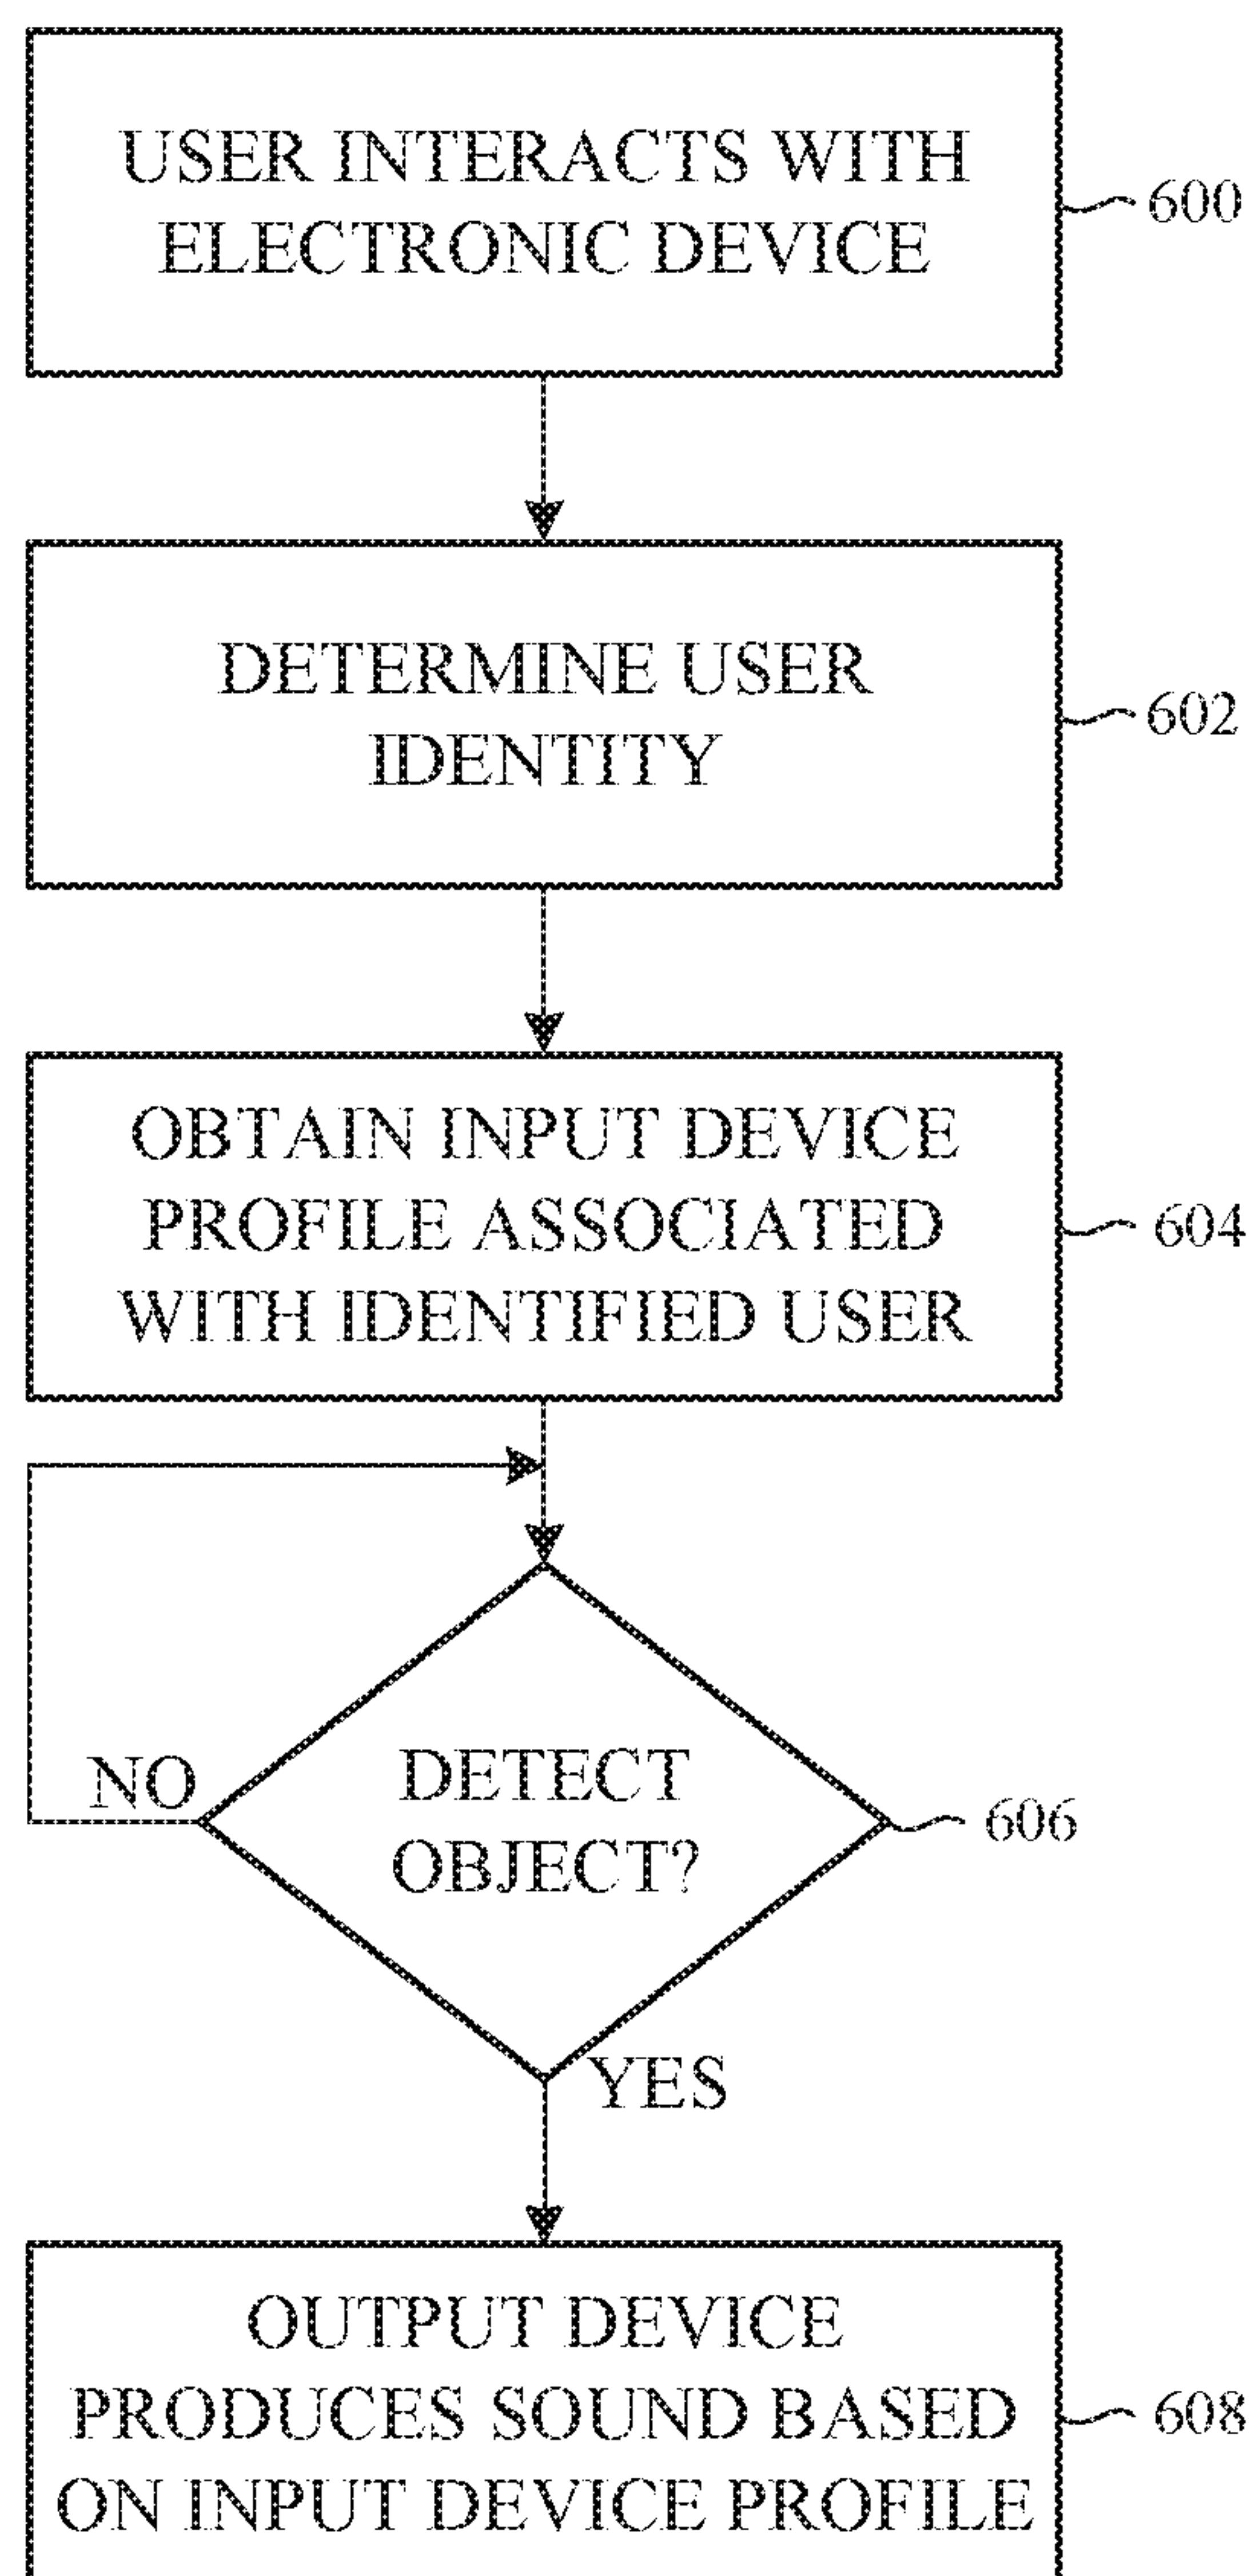 USER INTERACTS WITH
ELECTRONIC DEVICE
600
DETERMINE USER
IDENTITY
602
OBTAIN INPUT DEVICE
PROFILE ASSOCIATED
WITH IDENTIFIED USER
604
NO
DETECT
OBJECT?
606
YES
OUTPUT DEVICE
PRODUCES SOUND BASED
ON INPUT DEVICE PROFILE
608